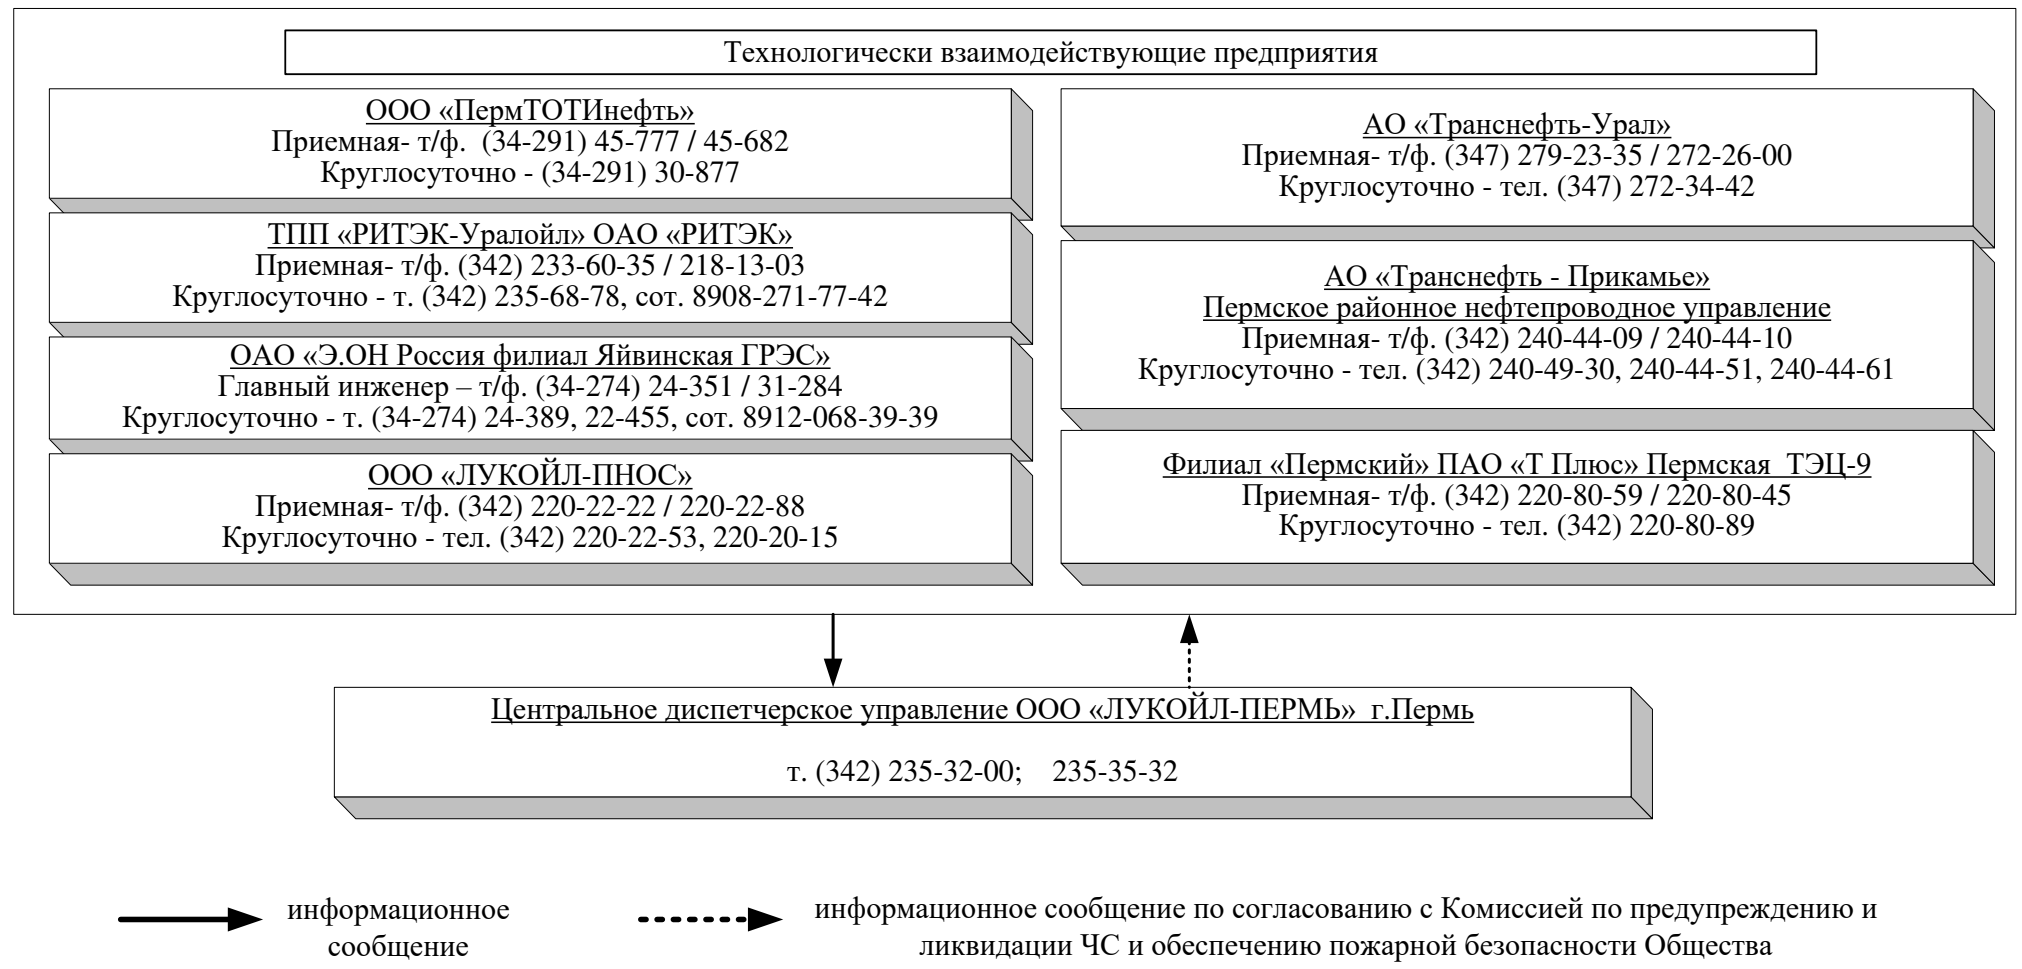 Технологически взаимодействующие предприятия
ООО «ПермТОТИнефть»
Приемная- т/ф.  (34-291) 45-777 / 45-682
Круглосуточно - (34-291) 30-877
ТПП «РИТЭК-Уралойл» ОАО «РИТЭК»
Приемная- т/ф. (342) 233-60-35 / 218-13-03
Круглосуточно - т. (342) 235-68-78, сот. 8908-271-77-42
ОАО «Э.ОН Россия филиал Яйвинская ГРЭС»
Главный инженер – т/ф. (34-274) 24-351 / 31-284
Круглосуточно - т. (34-274) 24-389, 22-455, сот. 8912-068-39-39
ООО «ЛУКОЙЛ-ПНОС»
Приемная- т/ф. (342) 220-22-22 / 220-22-88
Круглосуточно - тел. (342) 220-22-53, 220-20-15
АО «Транснефть-Урал»
Приемная- т/ф. (347) 279-23-35 / 272-26-00
Круглосуточно - тел. (347) 272-34-42
АО «Транснефть - Прикамье»
Пермское районное нефтепроводное управление
Приемная- т/ф. (342) 240-44-09 / 240-44-10
Круглосуточно - тел. (342) 240-49-30, 240-44-51, 240-44-61
Филиал «Пермский» ПАО «Т Плюс» Пермская  ТЭЦ-9
Приемная- т/ф. (342) 220-80-59 / 220-80-45
Круглосуточно - тел. (342) 220-80-89
Центральное диспетчерское управление ООО «ЛУКОЙЛ-ПЕРМЬ»  г.Пермь
т. (342) 235-32-00;    235-35-32
информационное
сообщение
информационное сообщение по согласованию с Комиссией по предупреждению и
ликвидации ЧС и обеспечению пожарной безопасности Общества